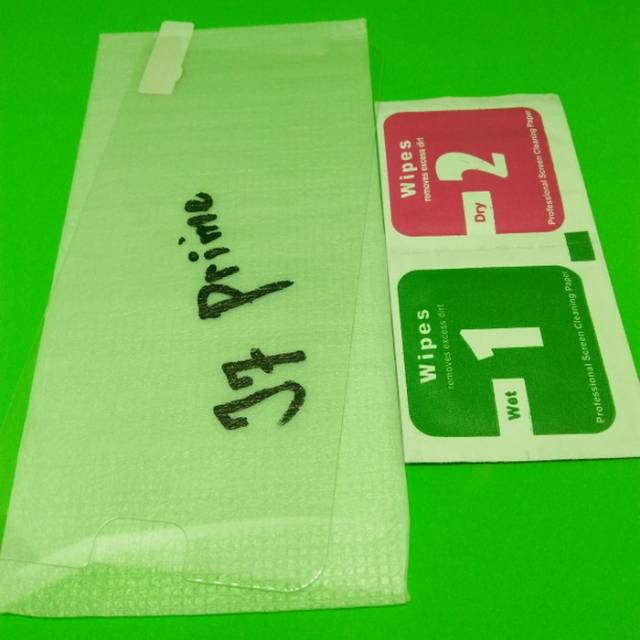 J7 prime
Wipes
removes excess dirt
2
Dry
Professional Screen Cleaning Paper
Wipes
removes excess dirt
1
Wet
Professional Screen Cleaning Paper